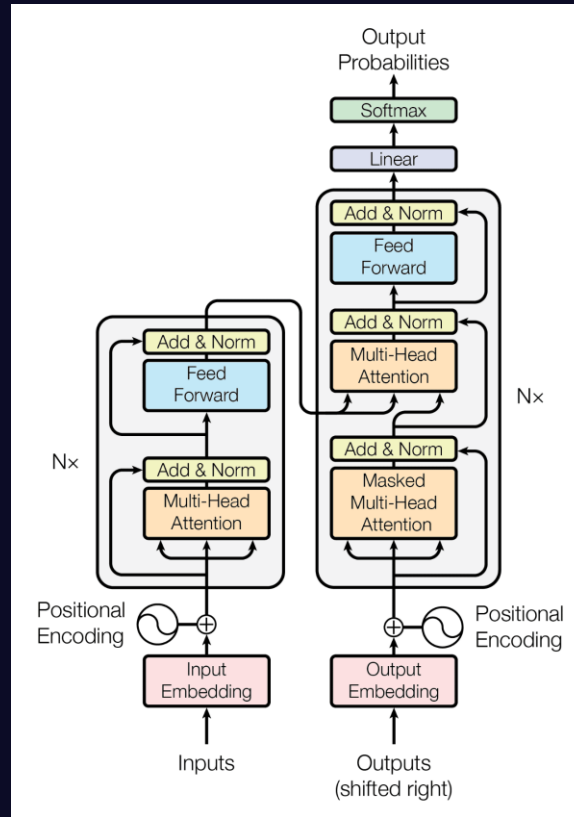 Output
Probabilities
Softmax
Linear
Add & Norm
Feed
Forward
Add & Norm
Multi-Head
Attention
Add & Norm
Masked
Multi-Head
Attention
Nx
Positional
Encoding
Output
Embedding
Outputs
(shifted right)
Add & Norm
Feed
Forward
Add & Norm
Multi-Head
Attention
Nx
Positional
Encoding
Input
Embedding
Inputs